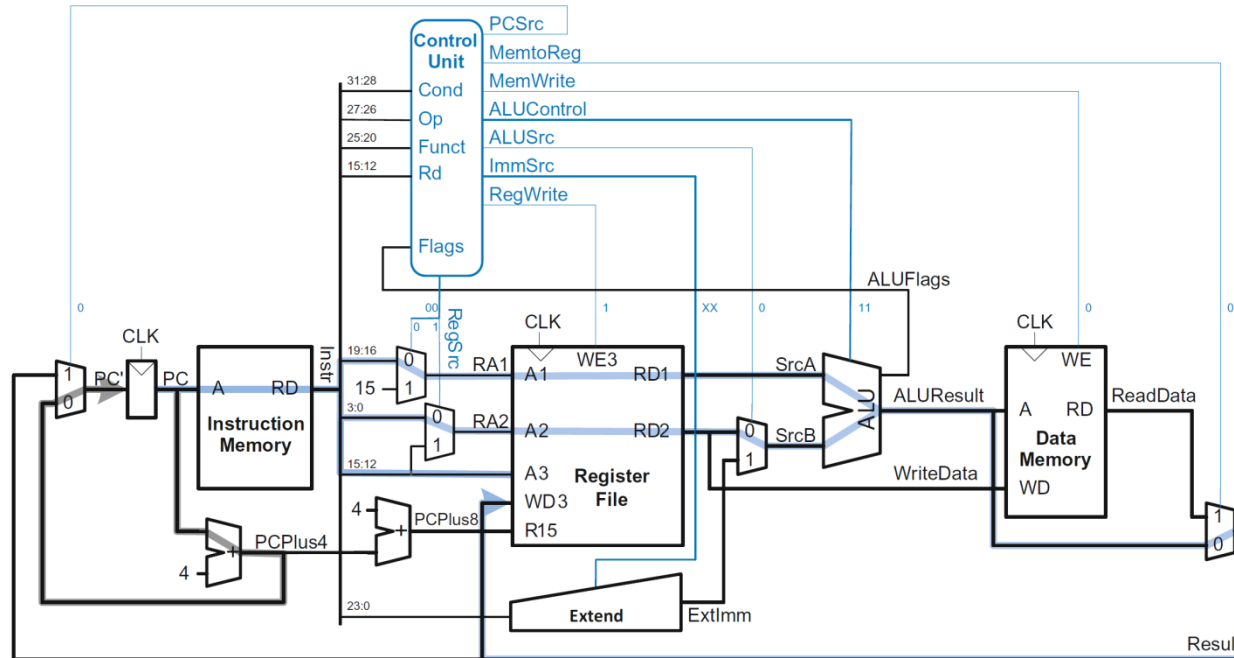 PCSrc
Control
Unit
MemtoReg
MemWrite
ALUControl
ALUSrc
ImmSrc
RegWrite
31:28
Cond
27:26
Op
25:20
Funct
15:12
Rd
Flags
ALUFlags
0
00
0 1
RegSrc
1
XX
0
11
0
0
CLK
CLK
CLK
Instr
19:16
0
1
15
RA1
A1
WE3
RD1
SrcA
ALU
ALUResult
WE
A
RD
ReadData
1
0
PC'
PC
A
RD
Instruction
Memory
3:0
0
1
RA2
A2
RD2
0
1
SrcB
Data
Memory
15:12
A3
Register
File
WriteData
WD
WD3
R15
4
+
PCPlus8
PCPlus4
4
+
1
0
23:0
Extend
ExtImm
Resul